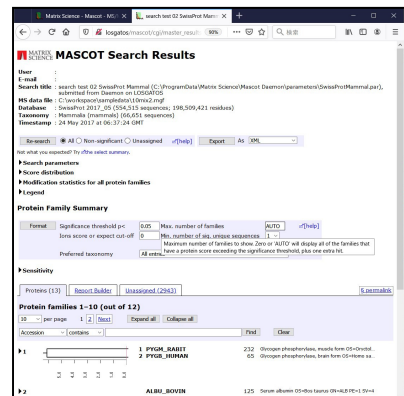 Matrix Science - Mascot - MS/
search test 02 SwissProt Mamm
losgatos/mascot/cgi/master_resul
90%
検索
MATRIX SCIENCE MASCOT Search Results
User :
E-mail :
Search title : search test 02 SwissProt Mammal (C:\ProgramData\Matrix Science\Mascot Daemon\parameters\SwissProtMammal.par),
submitted from Daemon on LOSGATOS
MS data file : C:\workspace\sampledata\10mix2.mgf
Database : SwissProt 2017_05 (554,515 sequences; 198,509,421 residues)
Taxonomy : Mammalia (mammals) (66,651 sequences)
Timestamp : 24 May 2017 at 06:37:24 GMT
Re-search All Non-significant Unassigned [help] Export As XML
Not what you expected? Try the select summary.
Search parameters
Score distribution
Modification statistics for all protein families
Legend
Protein Family Summary
Format Significance threshold p< 0.05 Max. number of families AUTO [help]
Ions score or expect cut-off 0 Min. number of sig. unique sequences 1
Maximum number of families to show. Zero or 'AUTO' will display all of the families that
have a protein score exceeding the significance threshold, plus one extra hit.
Preferred taxonomy All entr
Sensitivity
Proteins (13) Report Builder Unassigned (2943) permalink
Protein families 1–10 (out of 12)
10 per page 1 2 Next Expand all Collapse all
Accession contains Find Clear
1 1 PYGM_RABIT 232 Glycogen phosphorylase, muscle form OS=Oryctol...
2 PYGB_HUMAN 65 Glycogen phosphorylase, brain form OS=Homo sa...
2 ALBU_BOVIN 125 Serum albumin OS=Bos taurus GN=ALB PE=1 SV=4